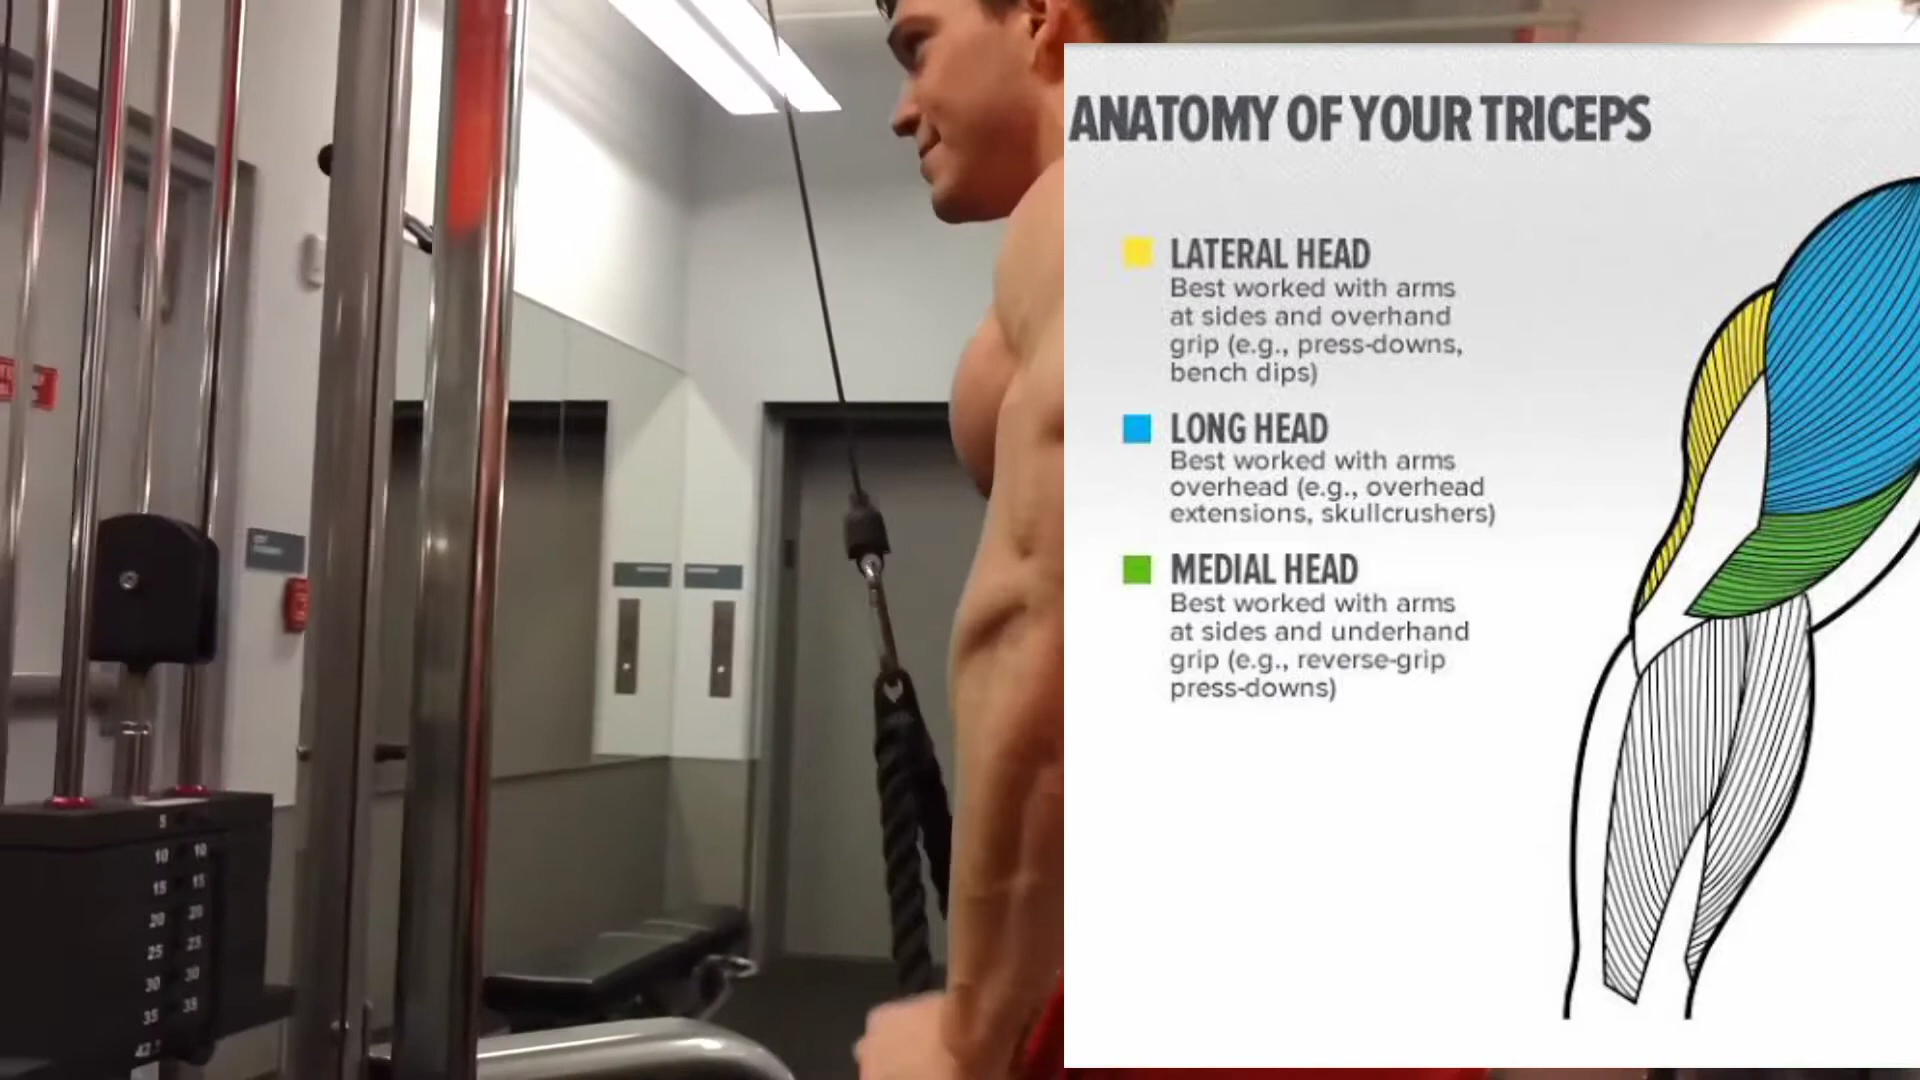 ANATOMY OF YOUR TRICEPS
LATERAL HEAD
Best worked with arms
at sides and overhand
grip (e.g., press-downs,
bench dips)
LONG HEAD
Best worked with arms
overhead (e.g., overhead
extensions, skullcrushers)
MEDIAL HEAD
Best worked with arms
at sides and underhand
grip (e.g., reverse-grip
press-downs)
5
10 10
15 15
20 20
25 25
30 30
35 35